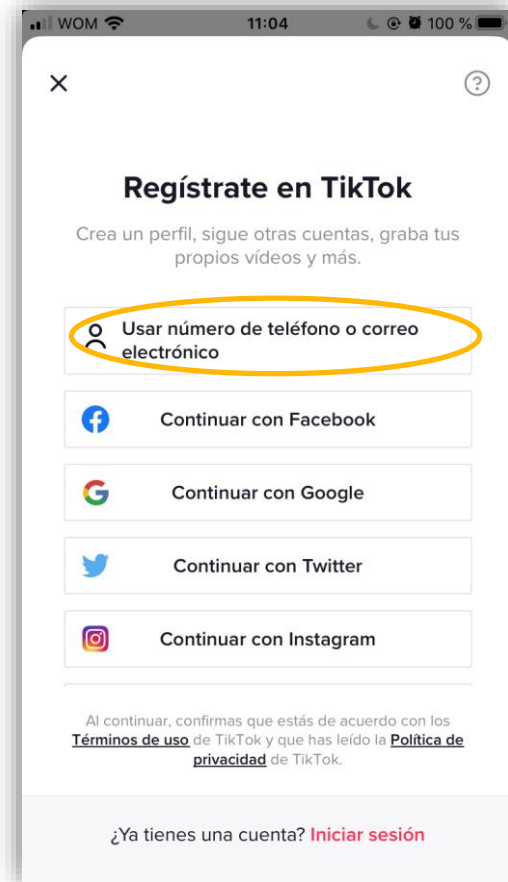 WOM 11:04 100 %
Regístrate en TikTok
Crea un perfil, sigue otras cuentas, graba tus
propios vídeos y más.
Usar número de teléfono o correo
electrónico
Continuar con Facebook
Continuar con Google
Continuar con Twitter
Continuar con Instagram
Al continuar, confirmas que estás de acuerdo con los
Términos de uso de TikTok y que has leído la Política de
privacidad de TikTok.
¿Ya tienes una cuenta? Iniciar sesión